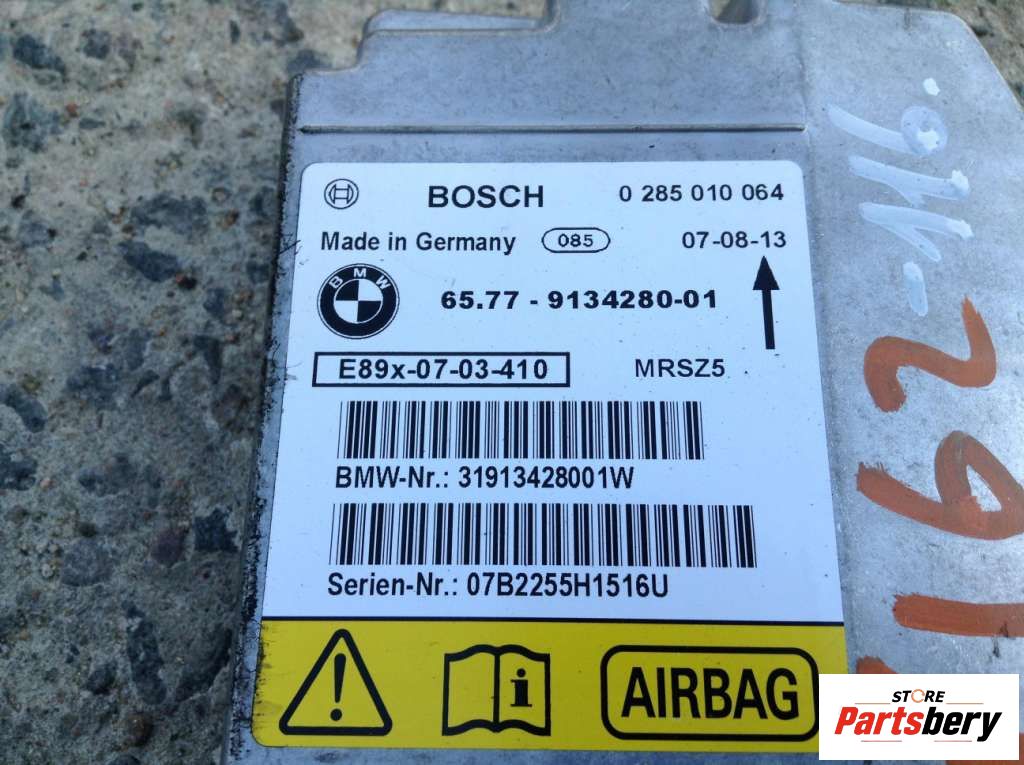 BOSCH 0 285 010 064
Made in Germany 085 07-08-13
BMW
65.77 - 9134280-01
E89x-07-03-410 MRSZ5
BMW-Nr.: 31913428001W
Serien-Nr.: 07B2255H1516U
AIRBAG
STORE
Partsbery